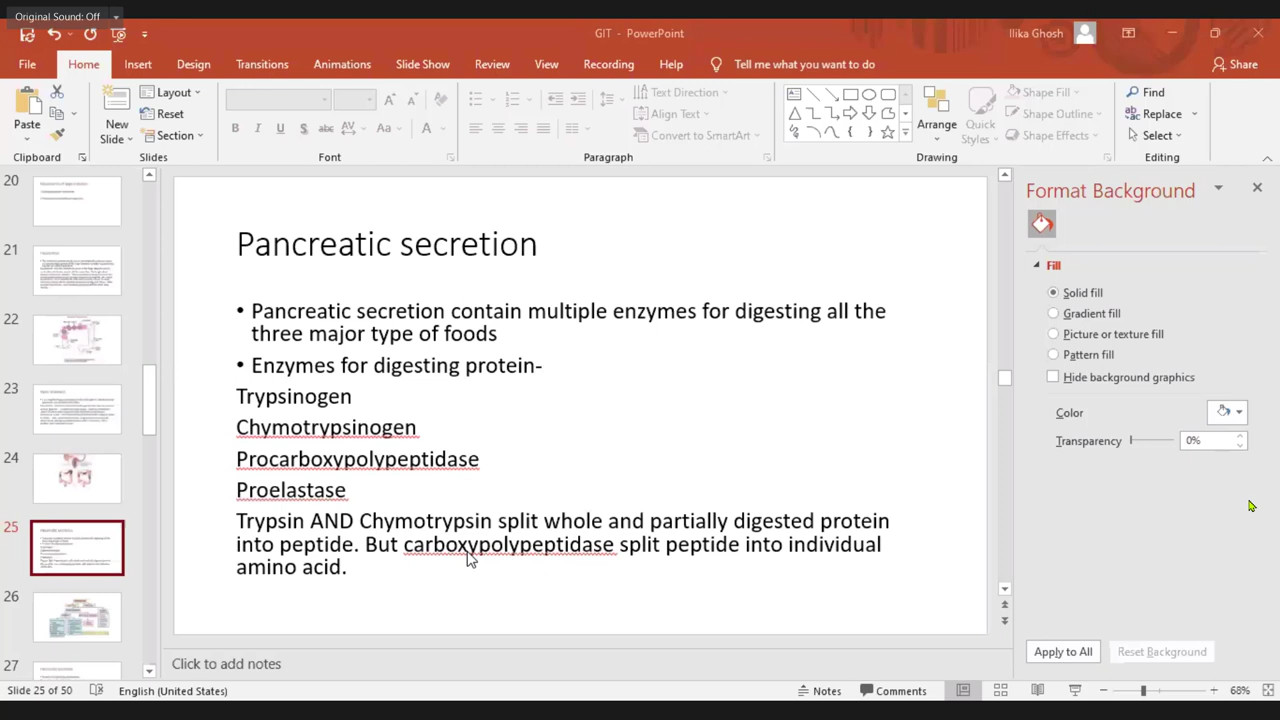 Original Sound: Off
GIT - PowerPoint
Ilika Ghosh
File Home Insert Design Transitions Animations Slide Show Review View Recording Help Tell me what you want to do Share
Paste
New Slide
Layout
Reset
Section
B I U S abc AV Aa A
Text Direction
Align Text
Convert to SmartArt
Arrange
Quick Styles
Shape Fill
Shape Outline
Shape Effects
Find
Replace
Select
Clipboard Slides Font Paragraph Drawing Editing
20
21
22
23
24
25
26
27
Pancreatic secretion
• Pancreatic secretion contain multiple enzymes for digesting all the
three major type of foods
• Enzymes for digesting protein-
Trypsinogen
Chymotrypsinogen
Procarboxypolypeptidase
Proelastase
Trypsin AND Chymotrypsin split whole and partially digested protein
into peptide. But carboxypolypeptidase split peptide into individual
amino acid.
Click to add notes
Format Background
Fill
Solid fill
Gradient fill
Picture or texture fill
Pattern fill
Hide background graphics
Color
Transparency 0%
Apply to All Reset Background
Slide 25 of 50 English (United States) Notes Comments 68%